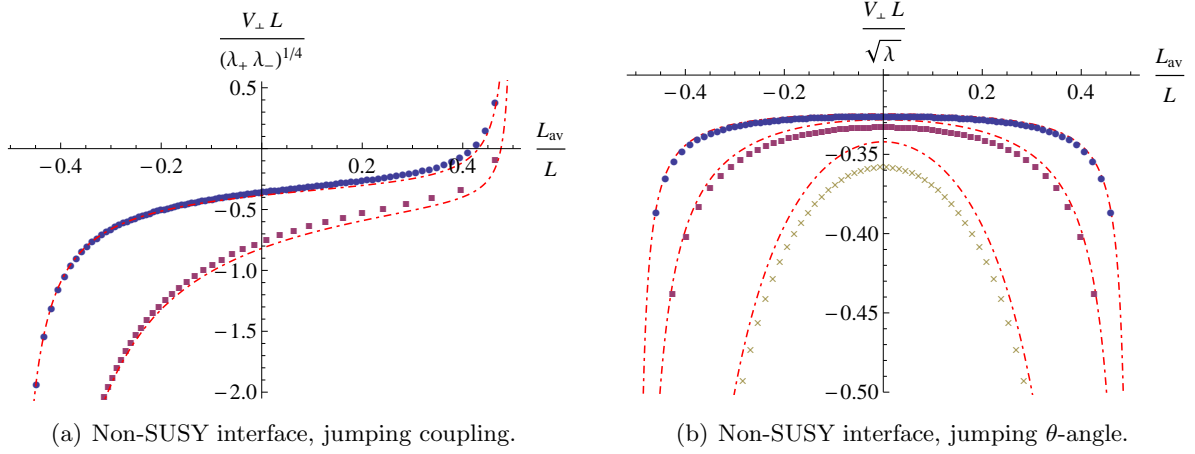 V⊥ L
(λ+ λ−)^1/4
0.5
−0.4
−0.2
0.2
0.4
L_av
L
−0.5
−1.0
−1.5
−2.0
(a) Non-SUSY interface, jumping coupling.
V⊥ L
√λ
−0.4
−0.2
0.2
0.4
L_av
L
−0.35
−0.40
−0.45
−0.50
(b) Non-SUSY interface, jumping θ-angle.